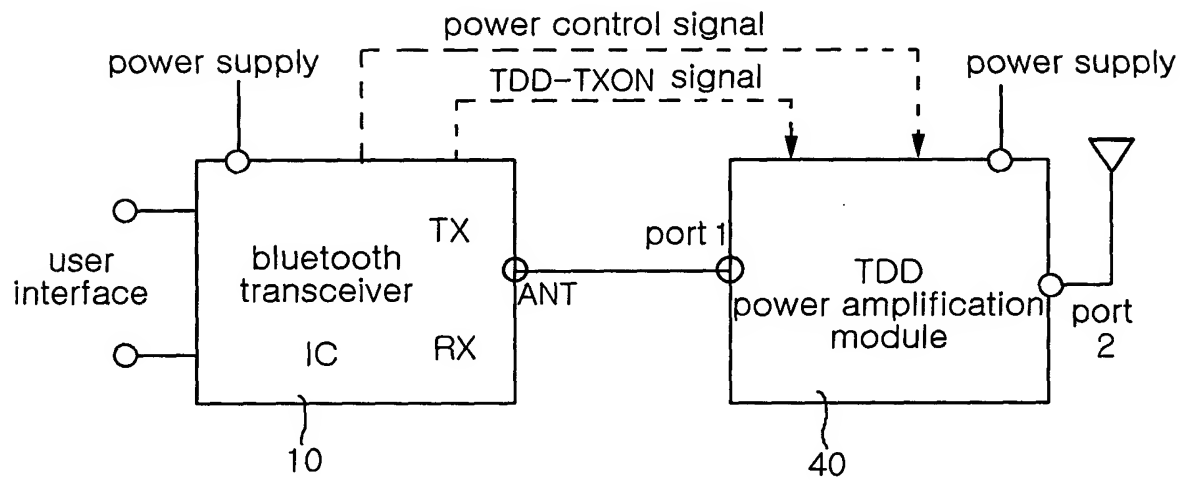 power control signal
power supply
TDD-TXON signal
power supply
user
interface
bluetooth
transceiver
IC
TX
RX
ANT
port 1
TDD
power amplification
module
port
2
10
40